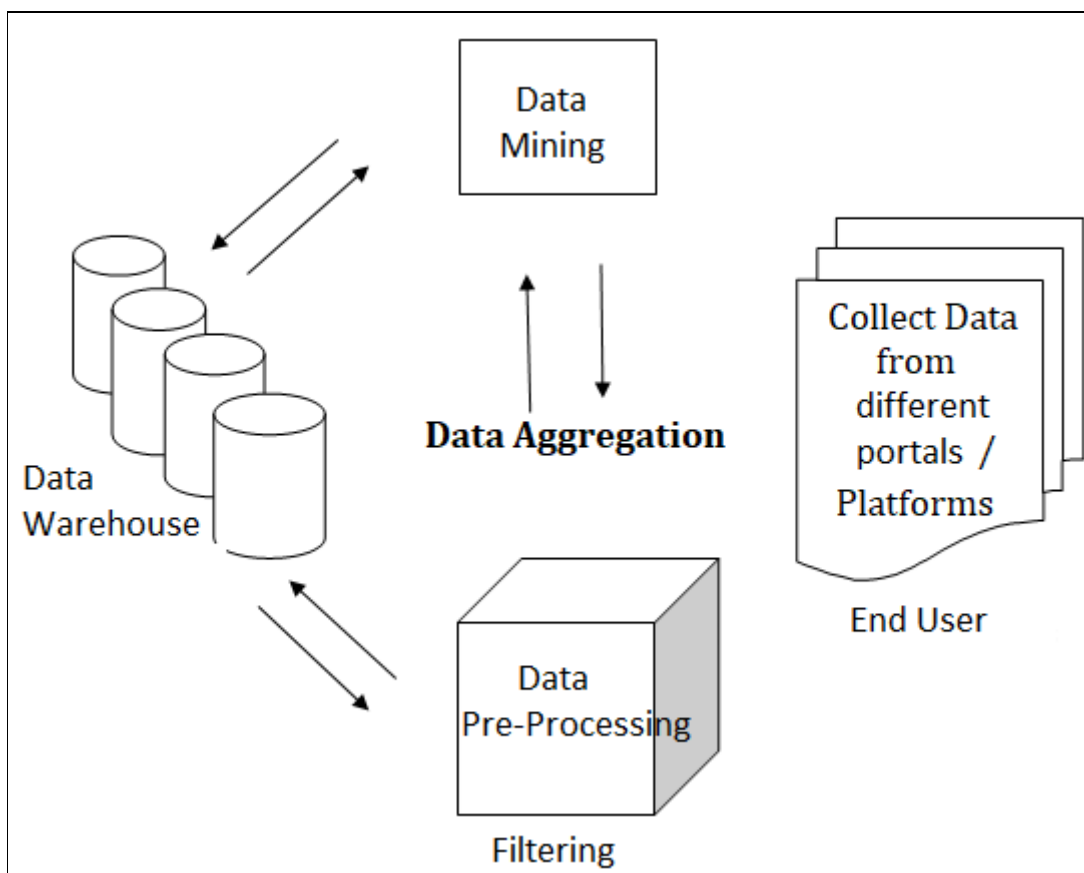 Data
Mining
Collect Data
from
different
portals /
Platforms
Data Aggregation
Data
Warehouse
End User
Data
Pre-Processing
Filtering